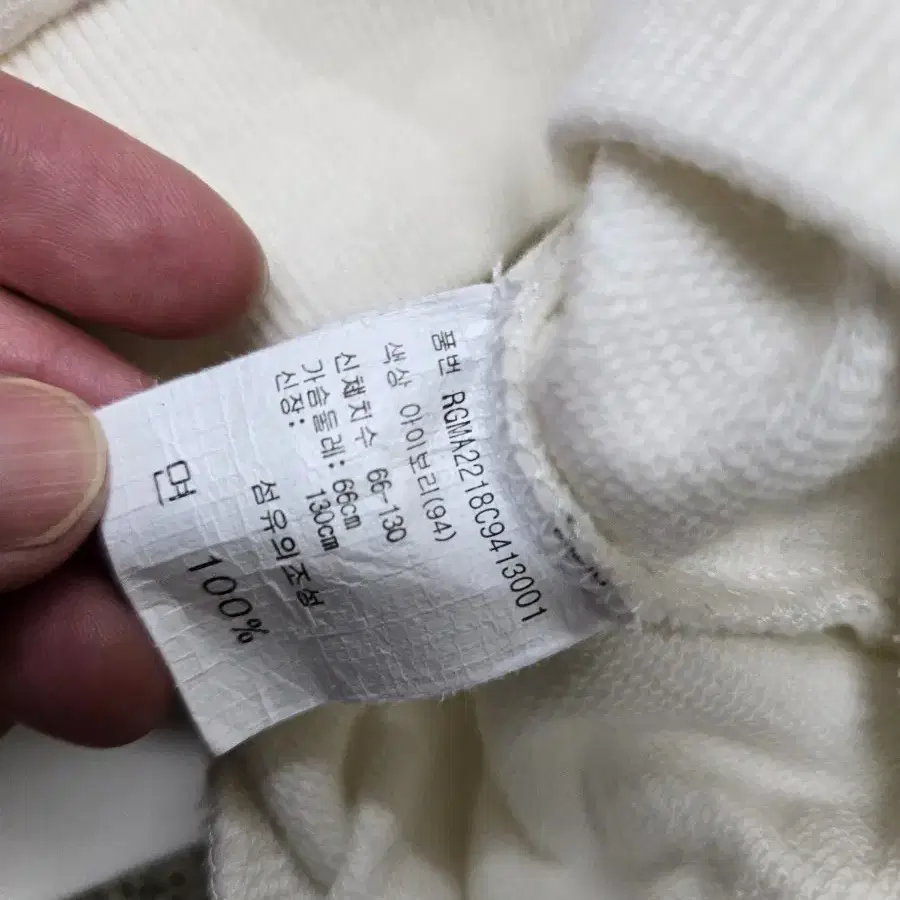 품번 RGMA2218C9413001
색상 아이보리(94)
신체치수 66-130
가슴둘레: 66cm
신장: 130cm
섬유의조성
면 100%